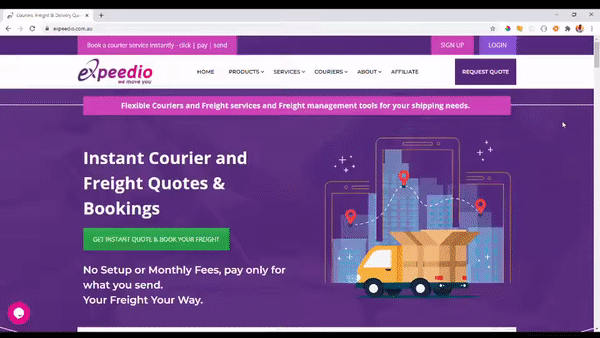 Couriers, Freight & Delivery Qu
expeedio.com.au
Book a courier service instantly - click | pay | send
SIGN UP
LOGIN
expeedio
we move you
HOME
PRODUCTS
SERVICES
COURIERS
ABOUT
AFFILIATE
REQUEST QUOTE
Flexible Couriers and Freight services and Freight management tools for your shipping needs.
Instant Courier and
Freight Quotes &
Bookings
GET INSTANT QUOTE & BOOK YOUR FREIGHT
No Setup or Monthly Fees, pay only for
what you send.
Your Freight Your Way.